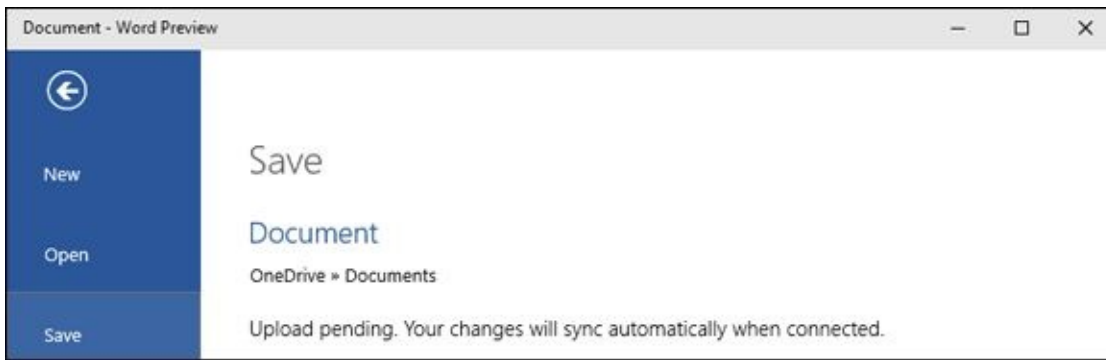 Document - Word Preview
New
Open
Save
Save
Document
OneDrive » Documents
Upload pending. Your changes will sync automatically when connected.